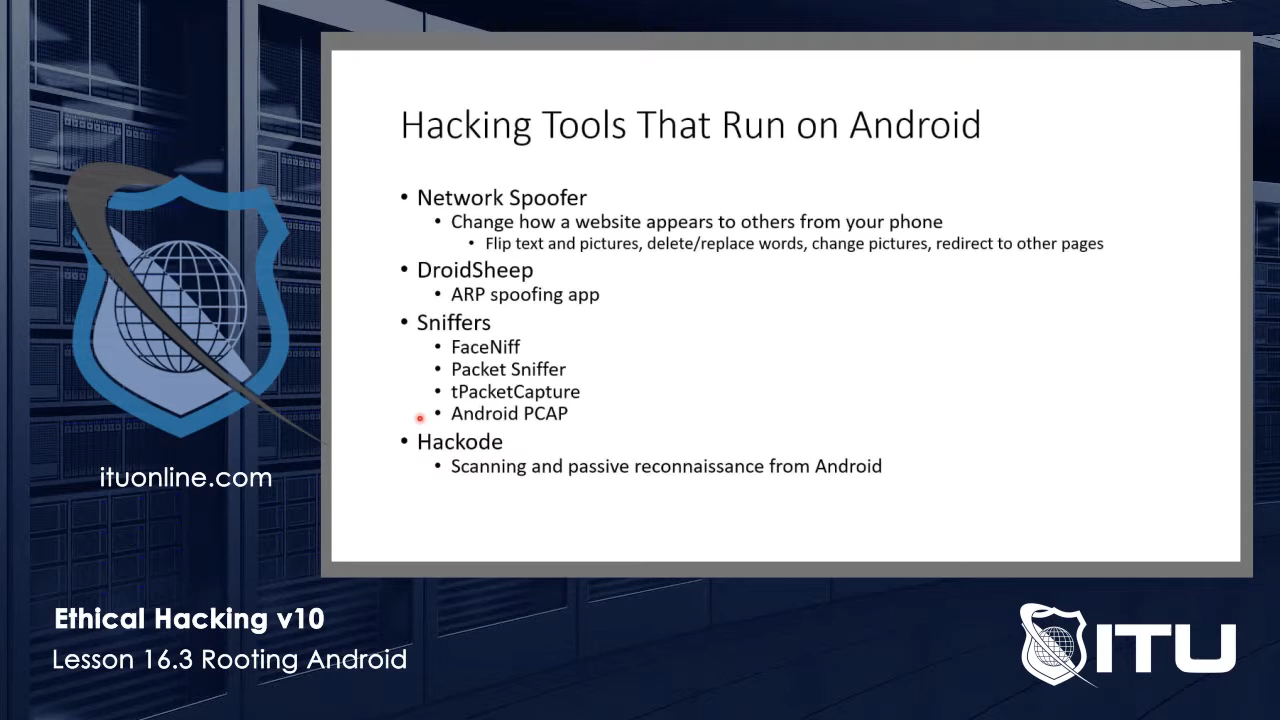 Hacking Tools That Run on Android
• Network Spoofer
• Change how a website appears to others from your phone
• Flip text and pictures, delete/replace words, change pictures, redirect to other pages
• DroidSheep
• ARP spoofing app
• Sniffers
• FaceNiff
• Packet Sniffer
• tPacketCapture
• Android PCAP
• Hackode
• Scanning and passive reconnaissance from Android
ituonline.com
Ethical Hacking v10
Lesson 16.3 Rooting Android
ITU